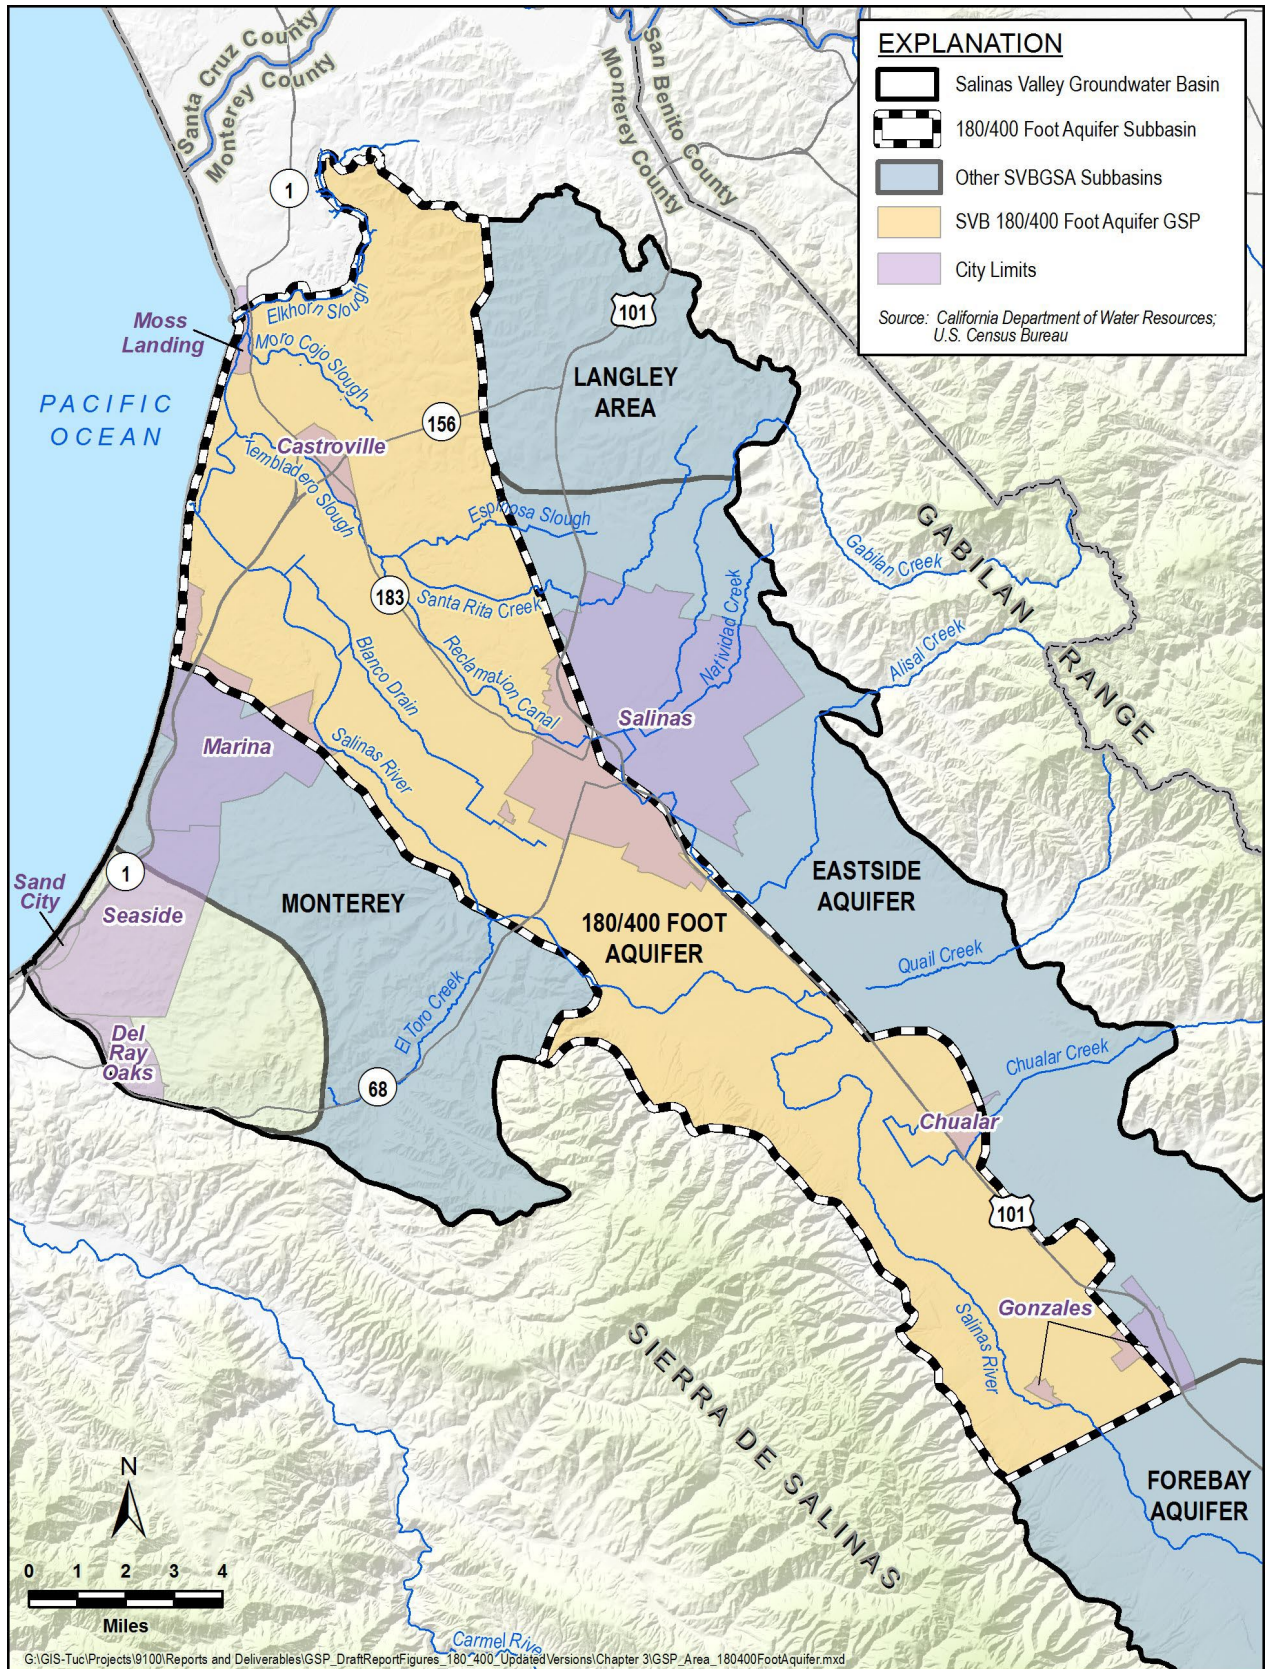 Santa Cruz County
Monterey County
San Benito County
Monterey County
EXPLANATION
Salinas Valley Groundwater Basin
180/400 Foot Aquifer Subbasin
Other SVBGSA Subbasins
SVB 180/400 Foot Aquifer GSP
City Limits
Source: California Department of Water Resources;
U.S. Census Bureau
1
101
Elkhorn Slough
Moss
Landing
Moro Cojo Slough
PACIFIC
OCEAN
LANGLEY
AREA
156
Castroville
Tembladero Slough
Espinosa Slough
GABILAN
RANGE
Gabilan Creek
183
Santa Rita Creek
Natividad Creek
Alisal Creek
Reclamation Canal
Blanco Drain
Salinas
Marina
Salinas River
1
Sand
City
Seaside
MONTEREY
EASTSIDE
AQUIFER
180/400 FOOT
AQUIFER
Quail Creek
El Toro Creek
Del
Ray
Oaks
68
Chualar Creek
Chualar
101
Gonzales
Salinas River
SIERRA DE SALINAS
FOREBAY
AQUIFER
N
0 1 2 3 4
Miles
Carmel Rive
G:\GIS-Tuc\Projects\9100\Reports and Deliverables\GSP_DraftReportFigures_180_400_UpdatedVersions\Chapter 3\GSP_Area_180400FootAquifer.mxd